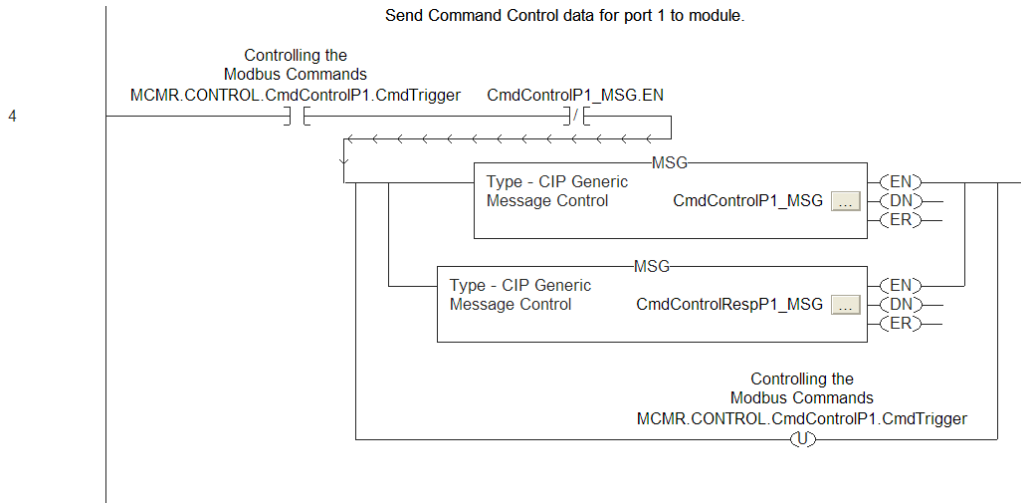 Send Command Control data for port 1 to module.
Controlling the
Modbus Commands
MCMR.CONTROL.CmdControlP1.CmdTrigger CmdControlP1_MSG.EN
4
MSG
Type - CIP Generic
Message Control CmdControlP1_MSG ...
EN
DN
ER
MSG
Type - CIP Generic
Message Control CmdControlRespP1_MSG ...
EN
DN
ER
Controlling the
Modbus Commands
MCMR.CONTROL.CmdControlP1.CmdTrigger
U